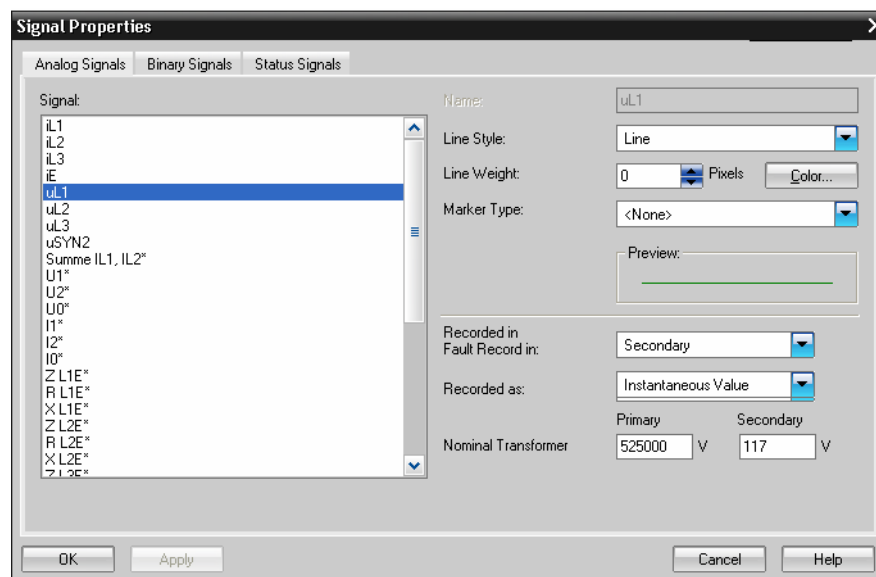 Signal Properties
Analog Signals
Binary Signals
Status Signals
Signal:
iL1
iL2
iL3
iE
uL1
uL2
uL3
uSYN2
Summe IL1, IL2*
U1*
U2*
U0*
I1*
I2*
I0*
Z L1E*
R L1E*
X L1E*
Z L2E*
R L2E*
X L2E*
Z L3E*
Name:
uL1
Line Style:
Line
Line Weight:
0
Pixels
Color...
Marker Type:
<None>
Preview:
Recorded in
Fault Record in:
Secondary
Recorded as:
Instantaneous Value
Primary
Secondary
Nominal Transformer
525000
V
117
V
OK
Apply
Cancel
Help